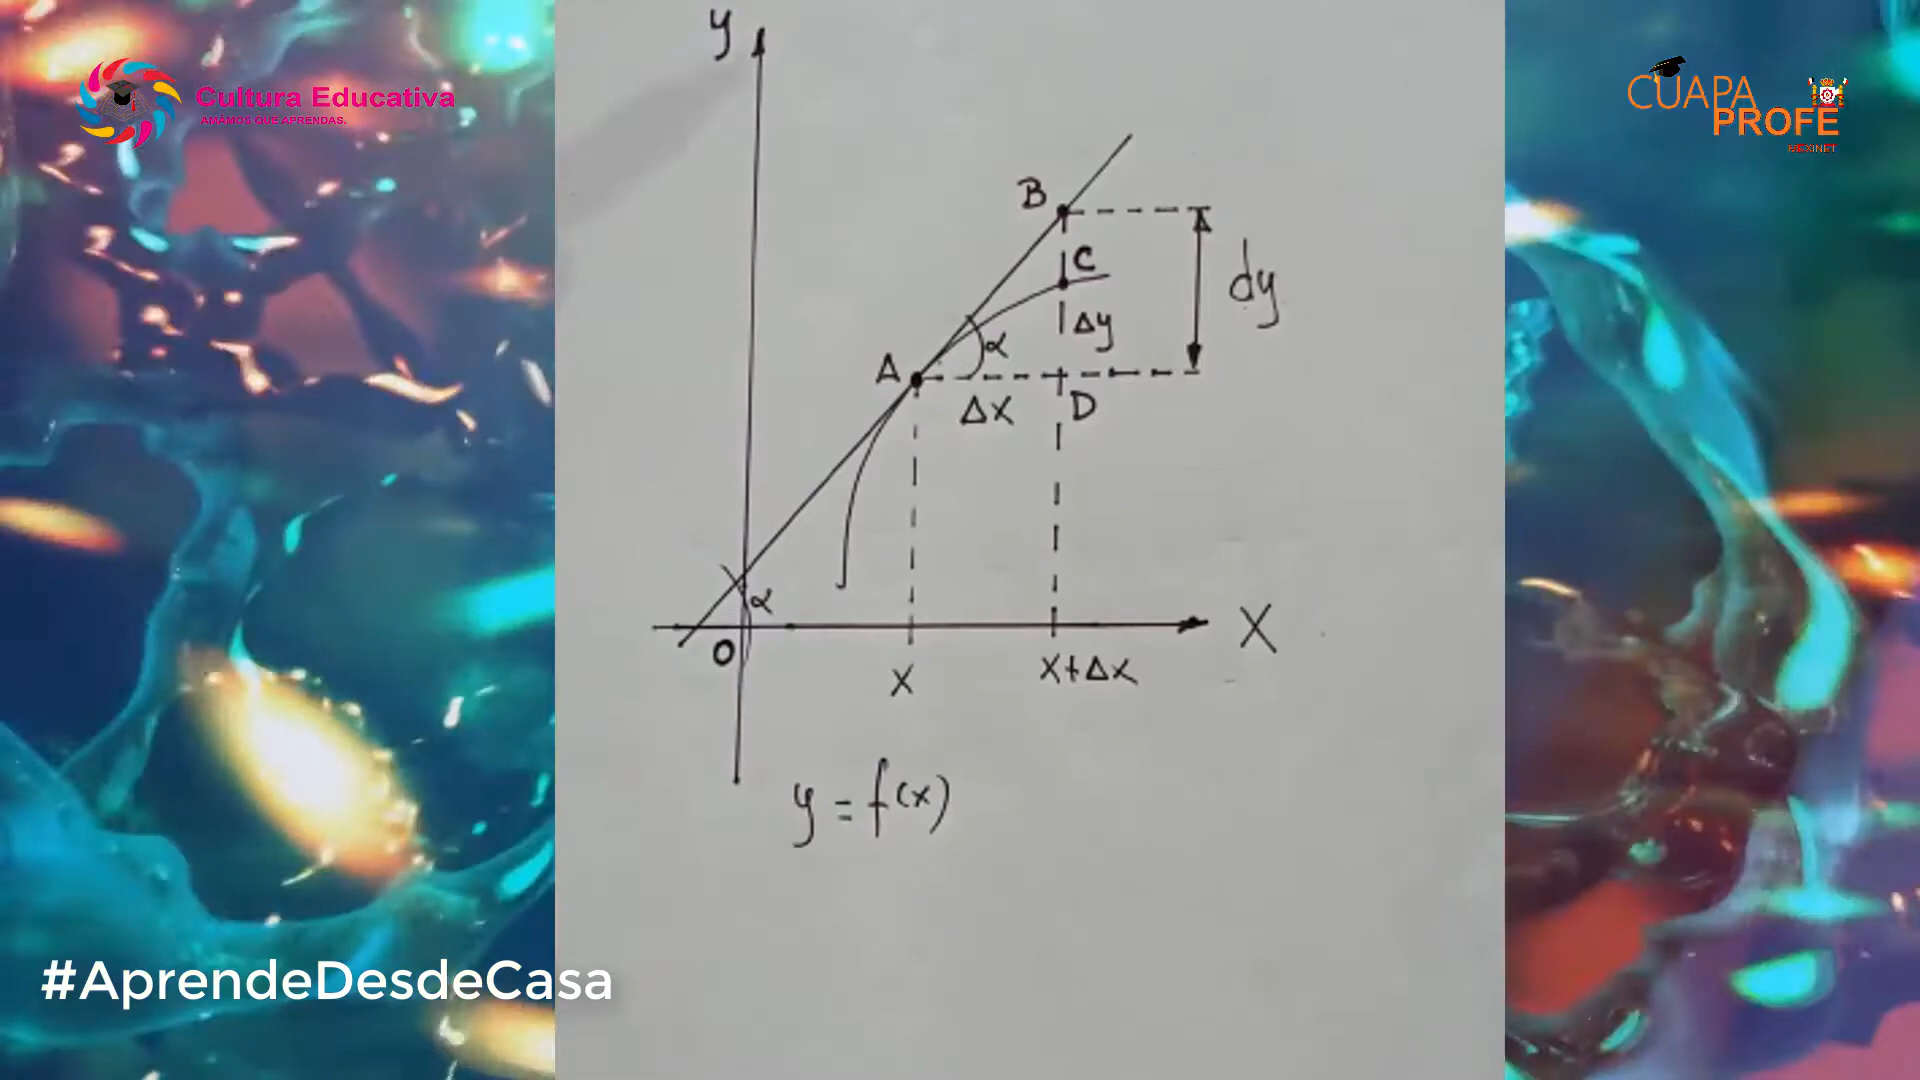 Cultura Educativa
AMAMOS QUE APRENDAS.
CUAPA
PROFE
y
B
C
dy
Δy
A
α
Δx
D
α
O
X
x
x+Δx
y = f(x)
#AprendeDesdeCasa